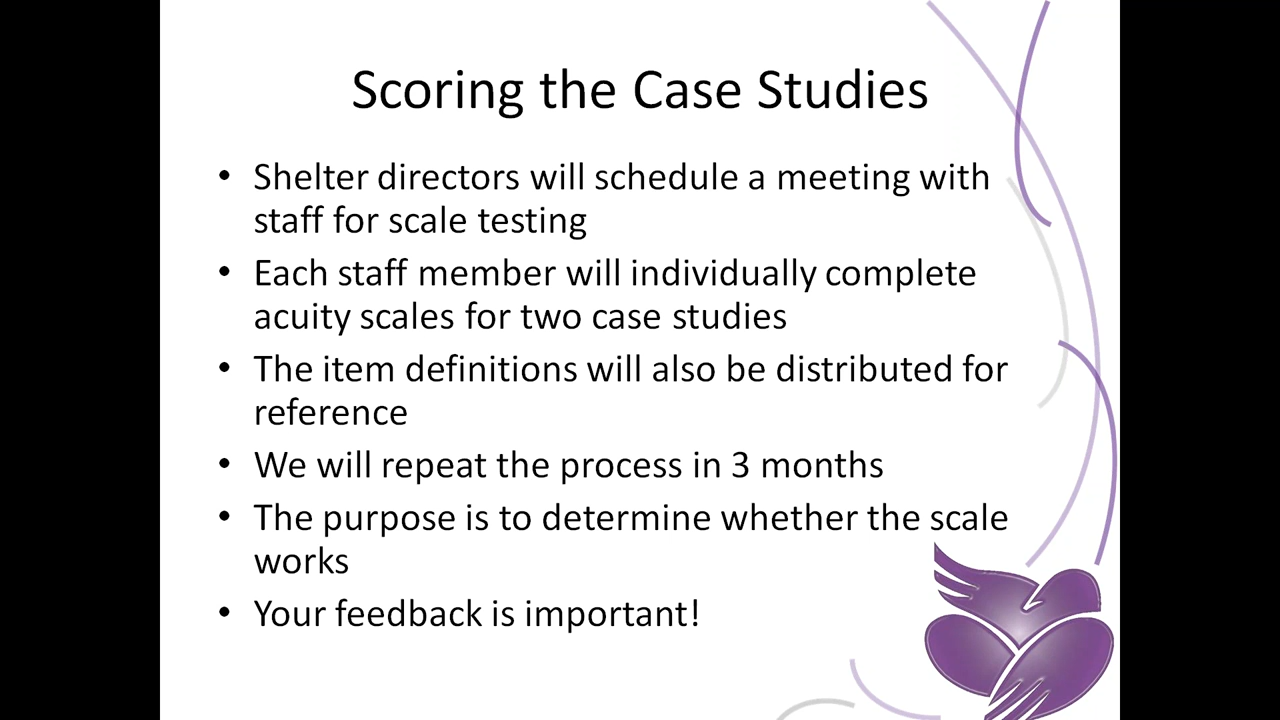 Scoring the Case Studies
• Shelter directors will schedule a meeting with
staff for scale testing
• Each staff member will individually complete
acuity scales for two case studies
• The item definitions will also be distributed for
reference
• We will repeat the process in 3 months
• The purpose is to determine whether the scale
works
• Your feedback is important!